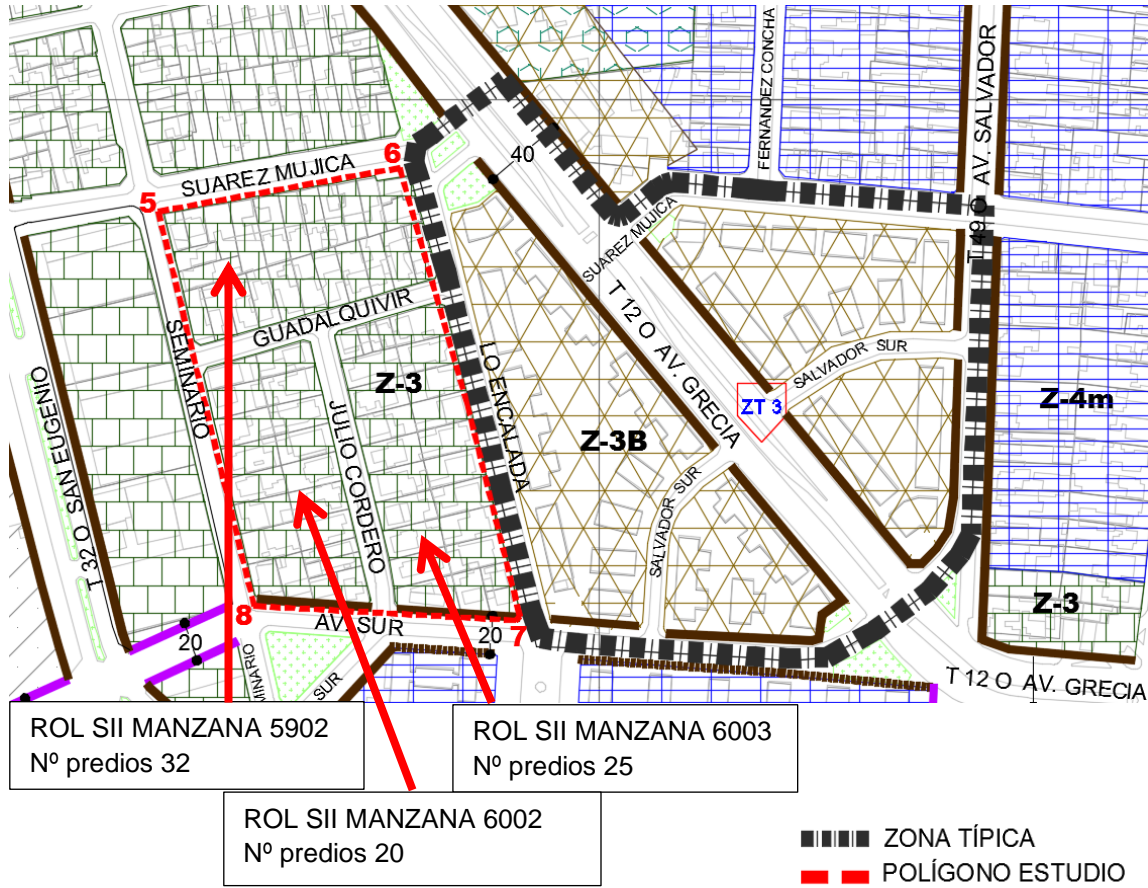 FERNANDEZ CONCHA
T 49 O AV. SALVADOR
40
6
SUAREZ MUJICA
5
SUAREZ MUJICA
GUADALQUIVIR
T 12 O AV. GRECIA
SALVADOR SUR
SEMINARIO
Z-3
LO ENCALADA
ZT 3
Z-4m
JULIO CORDERO
Z-3B
T 32 O SAN EUGENIO
SALVADOR SUR
8
AV. SUR
20
7
20
Z-3
MINARIO
SUR
T 12 O AV. GRECIA
ROL SII MANZANA 5902
Nº predios 32
ROL SII MANZANA 6003
Nº predios 25
ROL SII MANZANA 6002
Nº predios 20
ZONA TÍPICA
POLÍGONO ESTUDIO